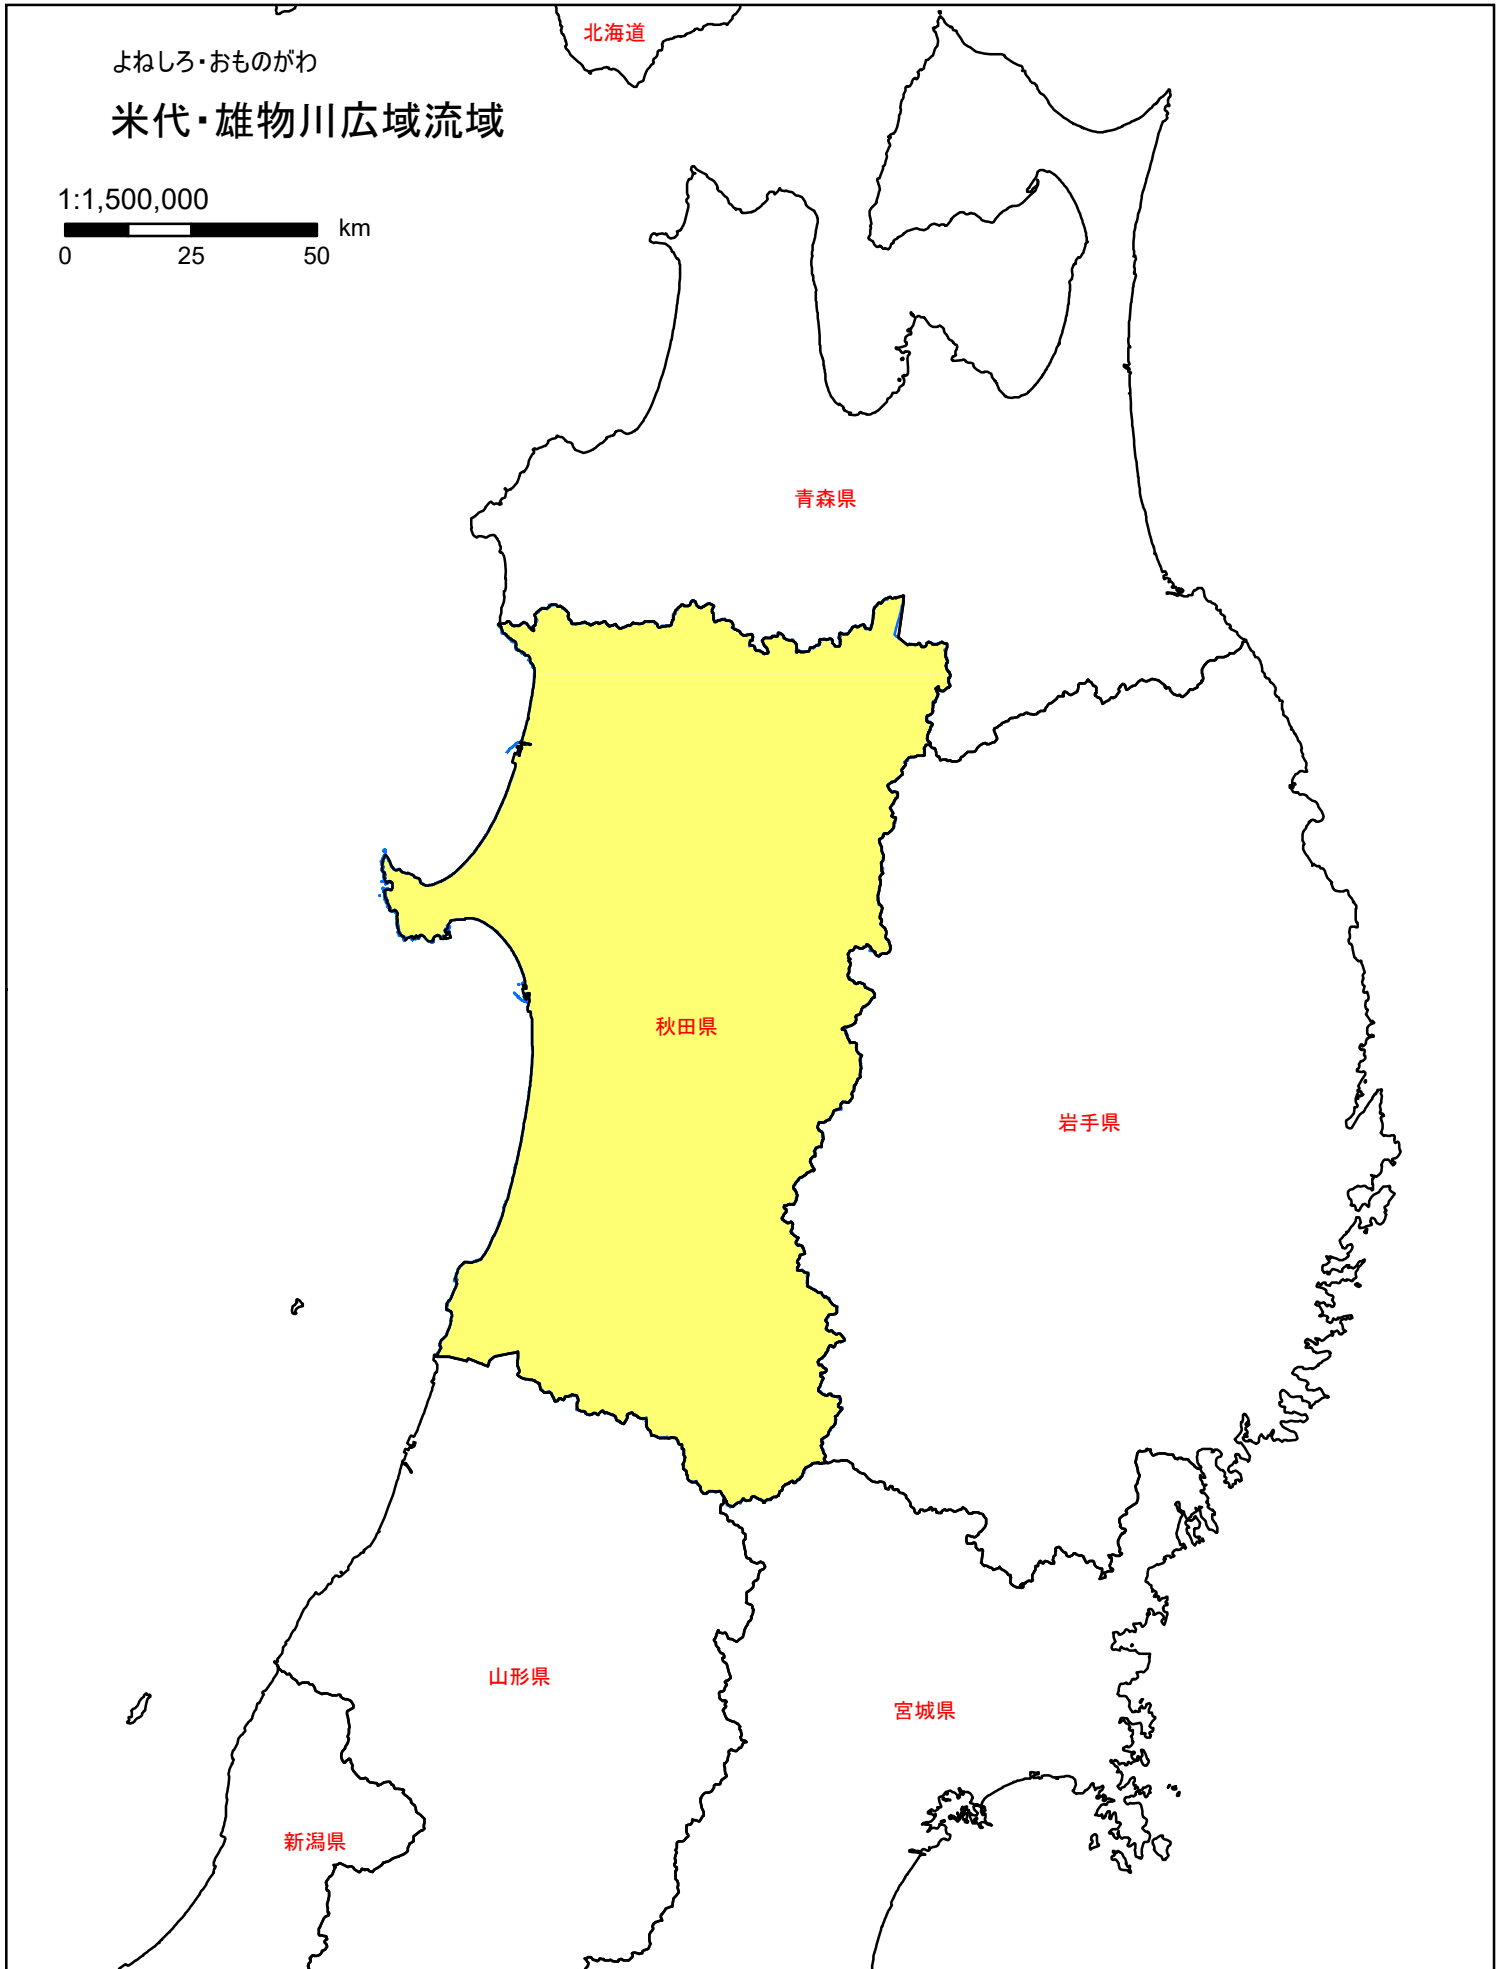 北海道
よねしろ・おものがわ
米代・雄物川広域流域
1:1,500,000
km
0 25 50
青森県
秋田県
岩手県
山形県
宮城県
新潟県